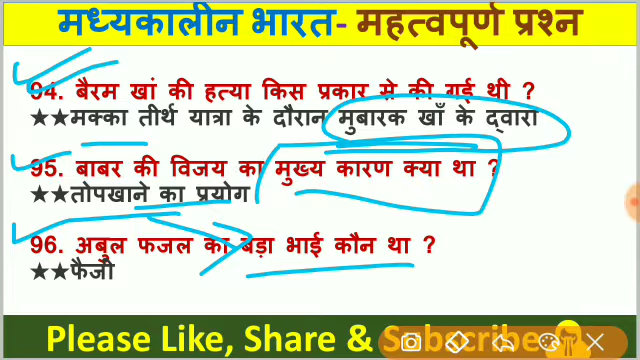 मध्यकालीन भारत- महत्वपूर्ण प्रश्न
94. बैरम खां की हत्या किस प्रकार से की गई थी ?
★★मक्का तीर्थ यात्रा के दौरान मुबारक खाँ के द्वारा
95. बाबर की विजय का मुख्य कारण क्या था ?
★★तोपखाने का प्रयोग
96. अबुल फजल का बड़ा भाई कौन था ?
★★फैजी
Please Like, Share & Subscribe